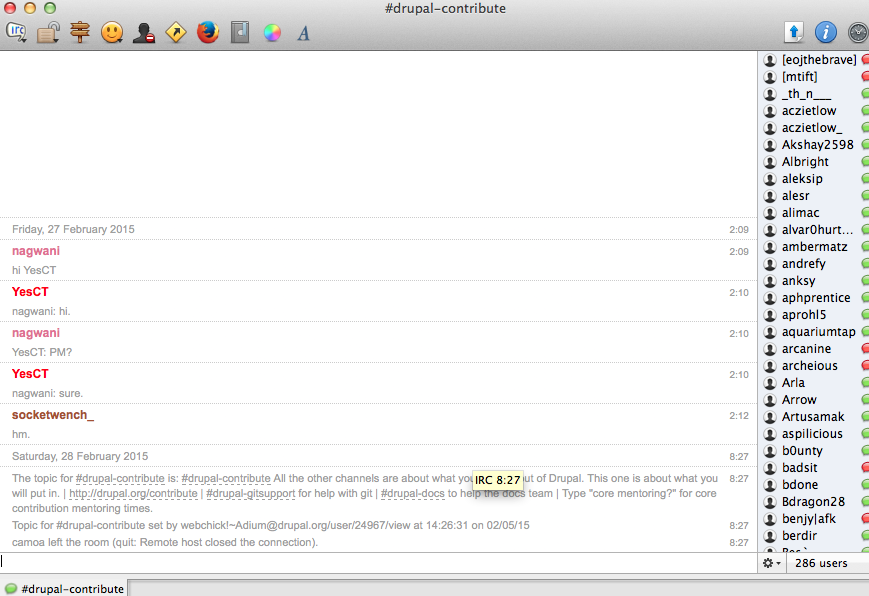 #drupal-contribute
irc
Friday, 27 February 2015 2:09
nagwani 2:09
hi YesCT
YesCT 2:10
nagwani: hi.
nagwani 2:10
YesCT: PM?
YesCT 2:10
nagwani: sure.
socketwench_ 2:12
hm.
Saturday, 28 February 2015 8:27
The topic for #drupal-contribute is: #drupal-contribute All the other channels are about what you out of Drupal. This one is about what you 8:27
IRC 8:27
will put in. | http://drupal.org/contribute | #drupal-gitsupport for help with git | #drupal-docs to help the docs team | Type "core mentoring?" for core
contribution mentoring times.
Topic for #drupal-contribute set by webchick!~Adium@drupal.org/user/24967/view at 14:26:31 on 02/05/15 8:27
camoa left the room (quit: Remote host closed the connection). 8:27
[eojthebrave]
[mtift]
_th_n___
aczietlow
aczietlow_
Akshay2598
Albright
aleksip
alesr
alimac
alvar0hurt...
ambermatz
andrefy
anksy
aphprentice
aprohl5
aquariumtap
arcanine
archeious
Arla
Arrow
Artusamak
aspilicious
b0unty
badsit
bdone
Bdragon28
benjy|afk
berdir
286 users
#drupal-contribute